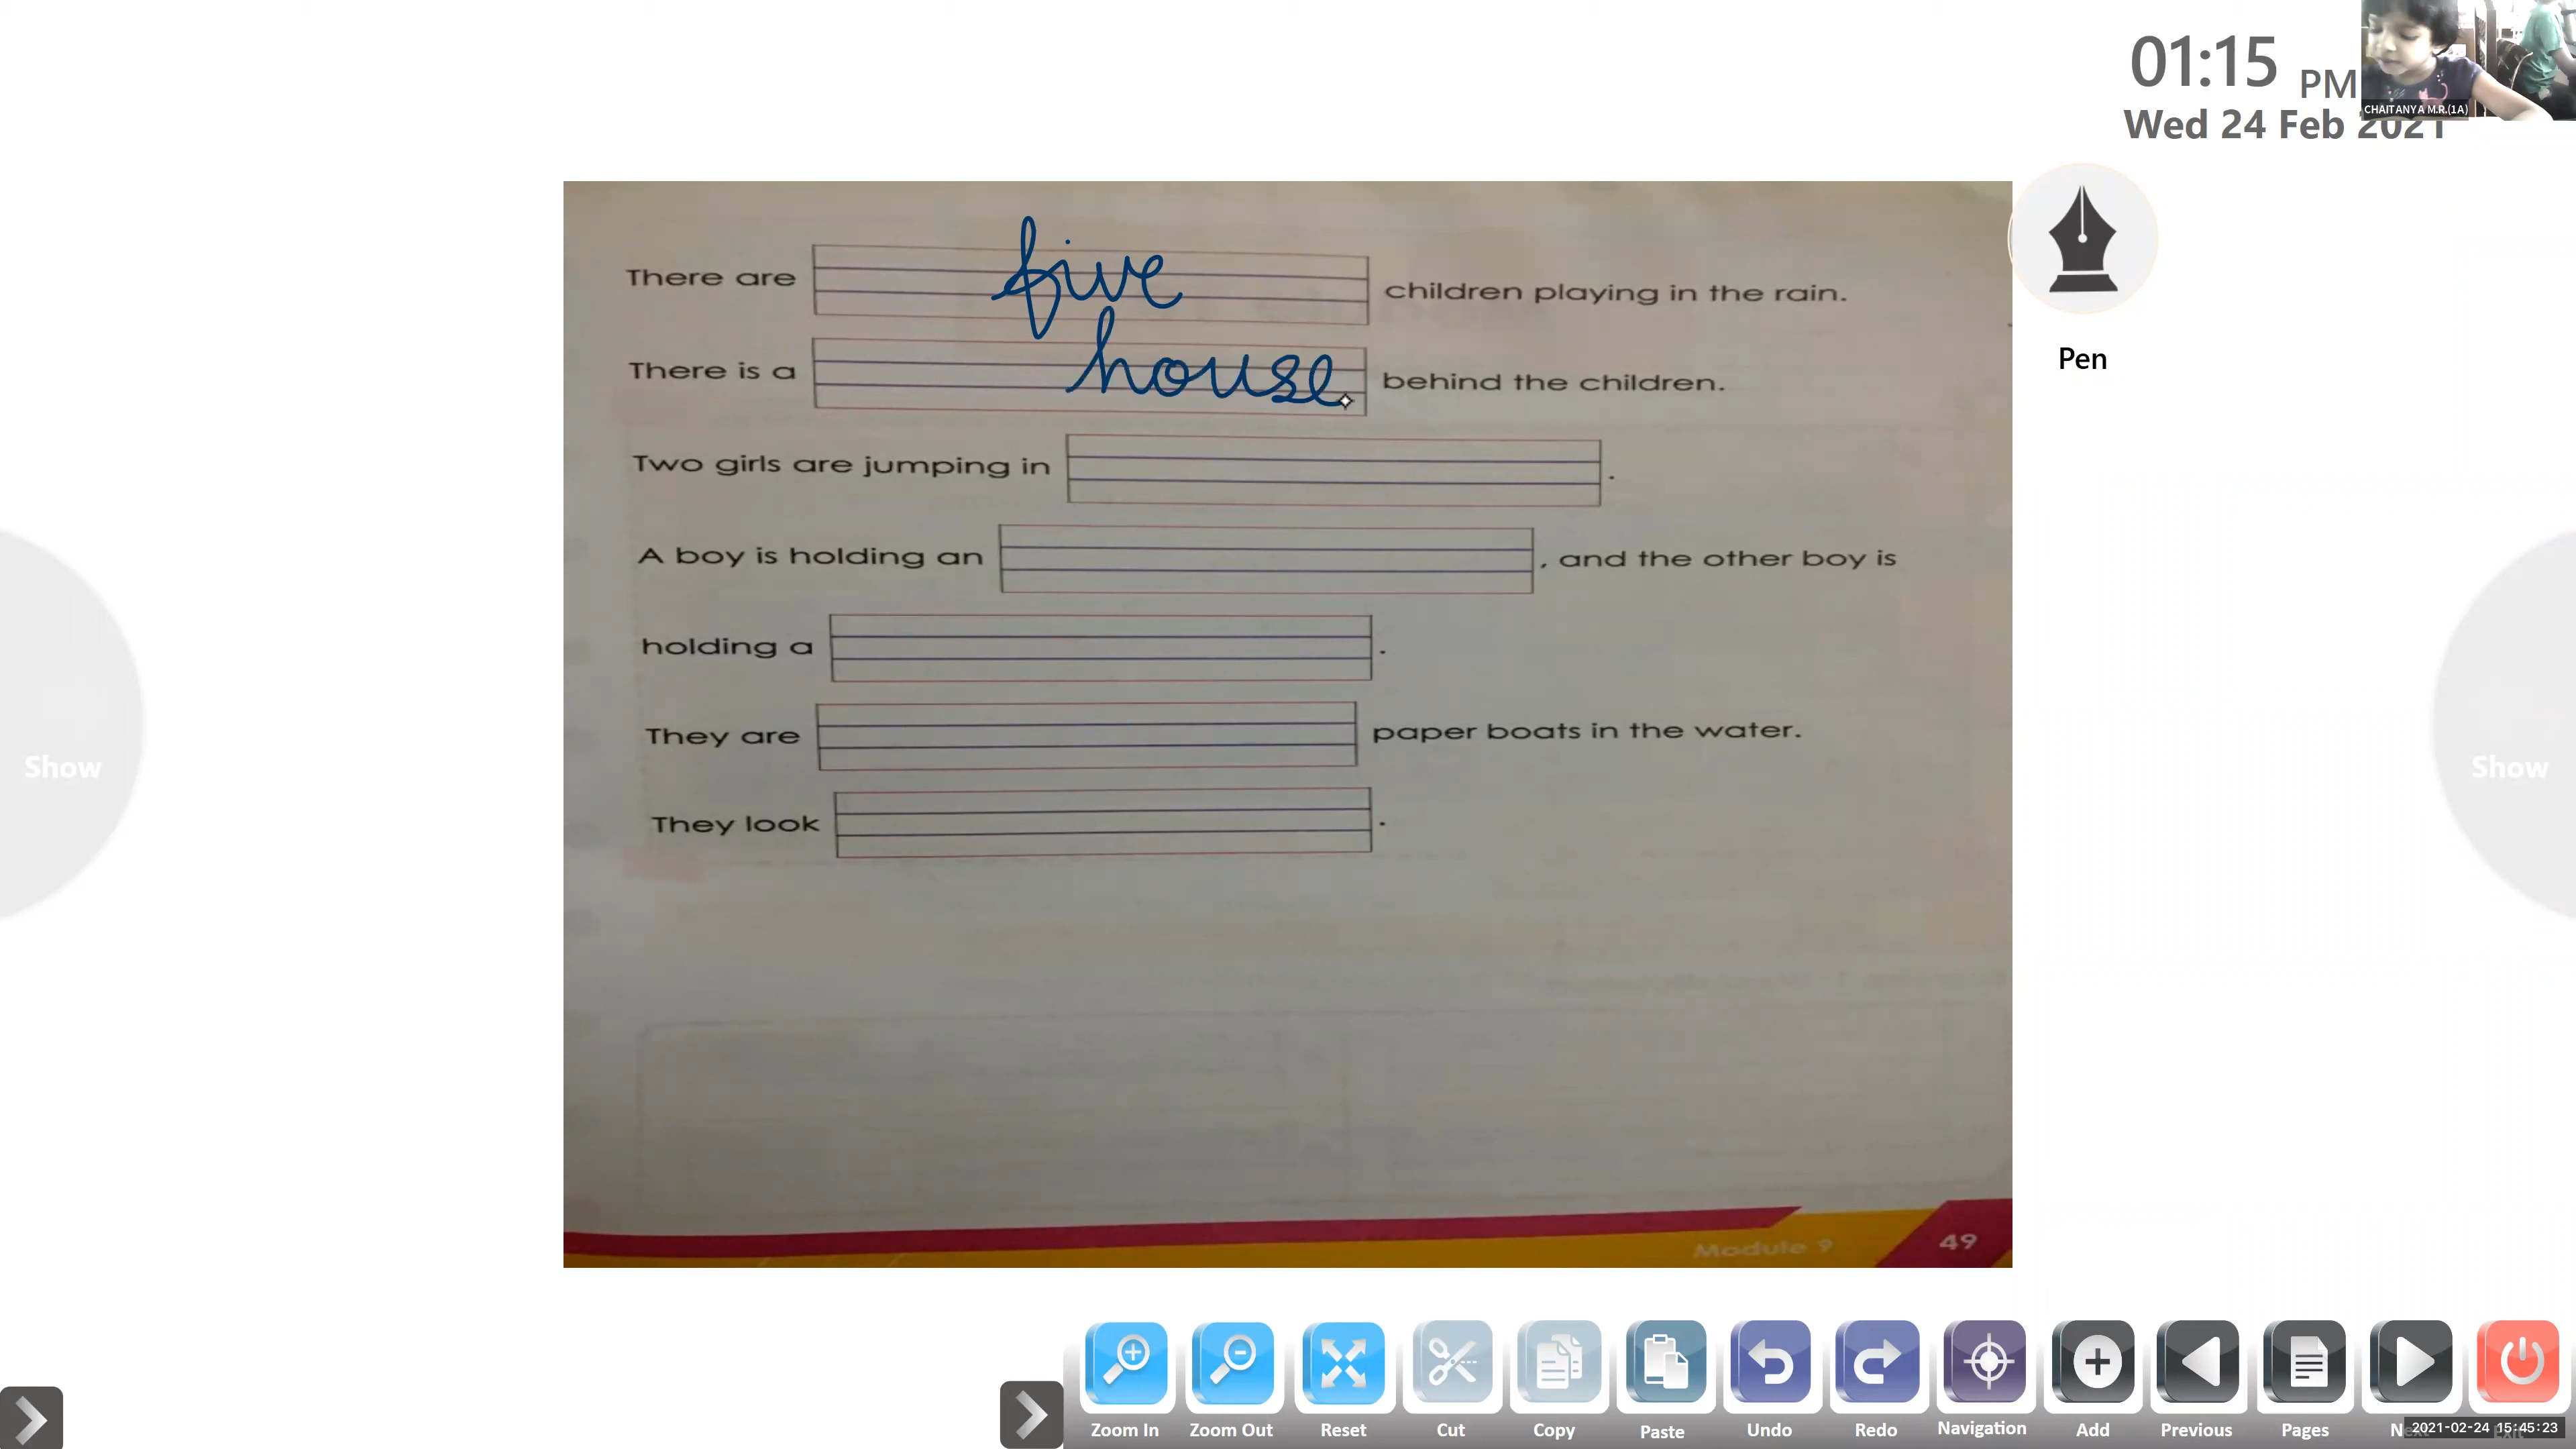 01:15 PM
CHAITANYA M.R.(1A)
Wed 24 Feb 2021
There are five children playing in the rain.
Pen
There is a house behind the children.
Two girls are jumping in .
A boy is holding an , and the other boy is
holding a .
They are paper boats in the water.
Show
Show
They look .
Module 9 49
Zoom In Zoom Out Reset Cut Copy Paste Undo Redo Navigation Add Previous Pages
2021-02-24 15:45:23